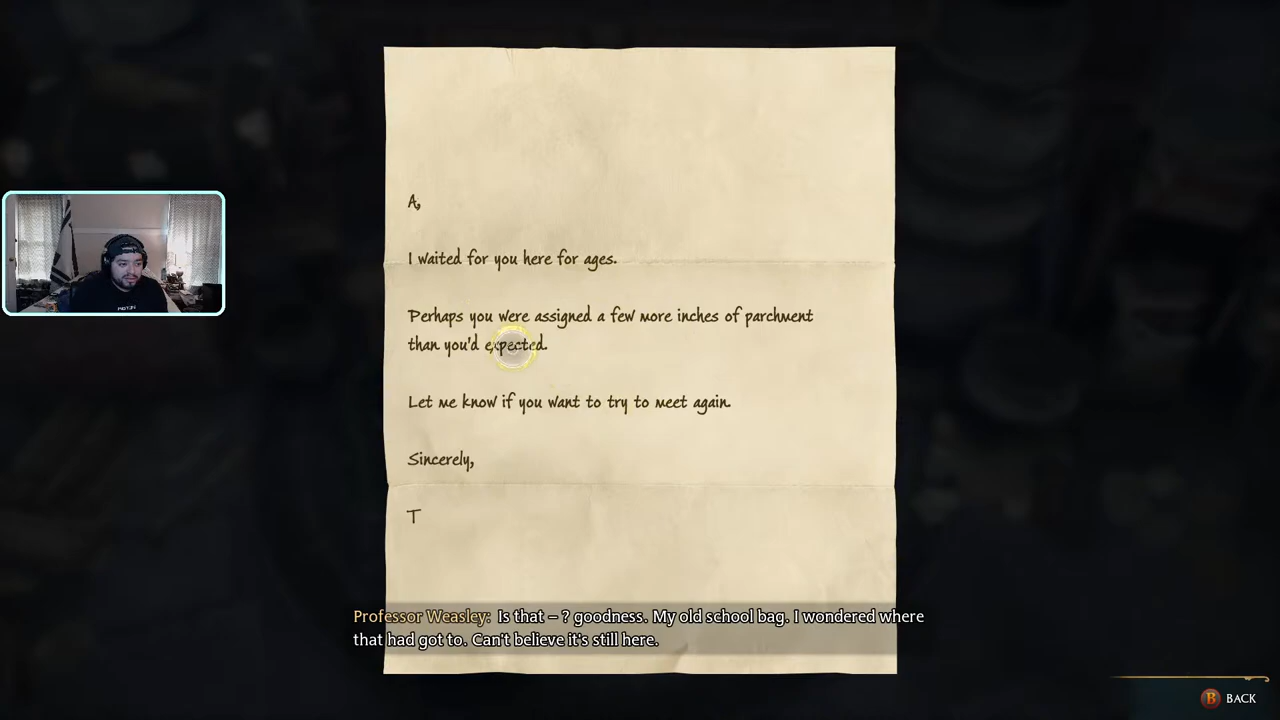 A,
I waited for you here for ages.
Perhaps you were assigned a few more inches of parchment
than you'd expected.
Let me know if you want to try to meet again.
Sincerely,
T
Professor Weasley: Is that – ? goodness. My old school bag. I wondered where
that had got to. Can't believe it's still here.
B BACK